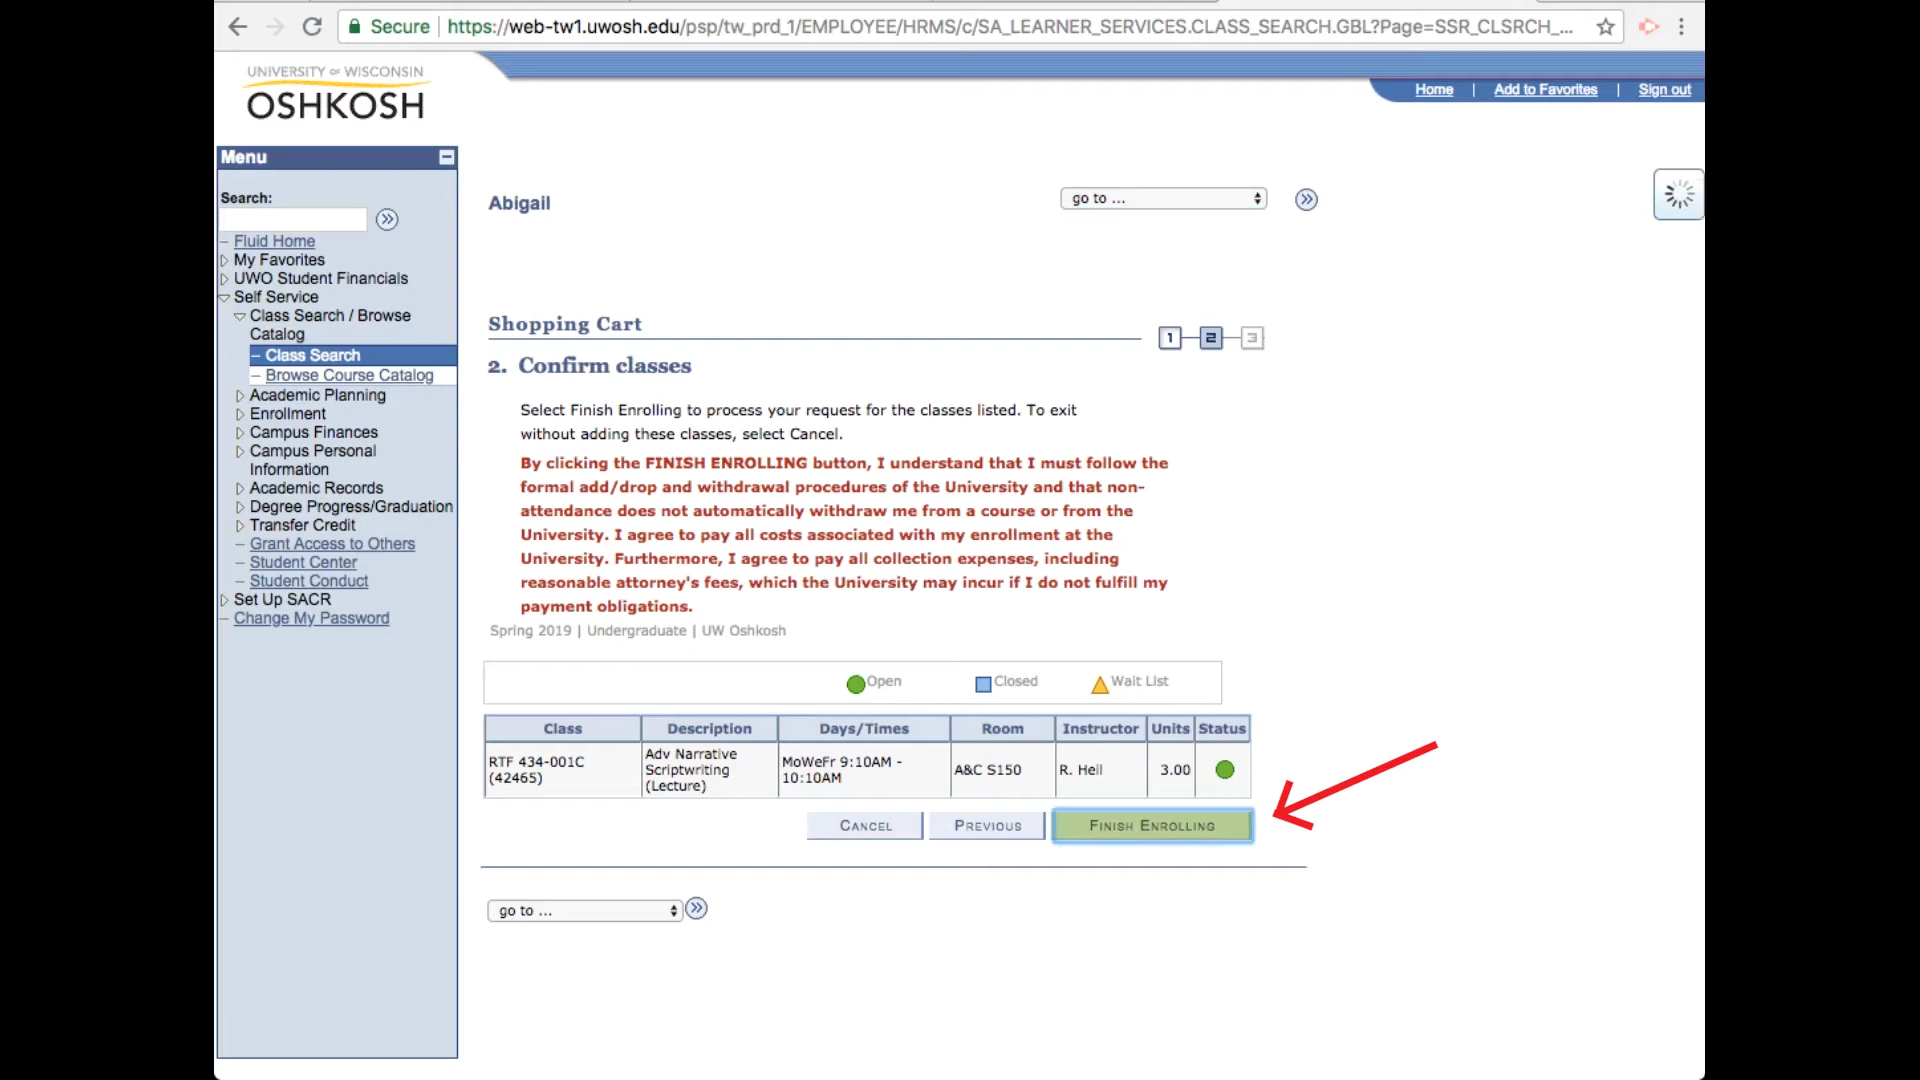 Secure https://web-tw1.uwosh.edu/psp/tw_prd_1/EMPLOYEE/HRMS/c/SA_LEARNER_SERVICES.CLASS_SEARCH.GBL?Page=SSR_CLSRCH_...
UNIVERSITY OF WISCONSIN
OSHKOSH
Home | Add to Favorites | Sign out
Menu
Search:
Fluid Home
My Favorites
UWO Student Financials
Self Service
Class Search / Browse
Catalog
Class Search
Browse Course Catalog
Academic Planning
Enrollment
Campus Finances
Campus Personal
Information
Academic Records
Degree Progress/Graduation
Transfer Credit
Grant Access to Others
Student Center
Student Conduct
Set Up SACR
Change My Password
Abigail
go to ...
Shopping Cart
1 2 3
2. Confirm classes
Select Finish Enrolling to process your request for the classes listed. To exit
without adding these classes, select Cancel.
By clicking the FINISH ENROLLING button, I understand that I must follow the
formal add/drop and withdrawal procedures of the University and that non-
attendance does not automatically withdraw me from a course or from the
University. I agree to pay all costs associated with my enrollment at the
University. Furthermore, I agree to pay all collection expenses, including
reasonable attorney's fees, which the University may incur if I do not fulfill my
payment obligations.
Spring 2019 | Undergraduate | UW Oshkosh
Open Closed Wait List
Class Description Days/Times Room Instructor Units Status
RTF 434-001C
(42465)
Adv Narrative
Scriptwriting
(Lecture)
MoWeFr 9:10AM -
10:10AM
A&C S150
R. Heil
3.00
CANCEL PREVIOUS FINISH ENROLLING
go to ...